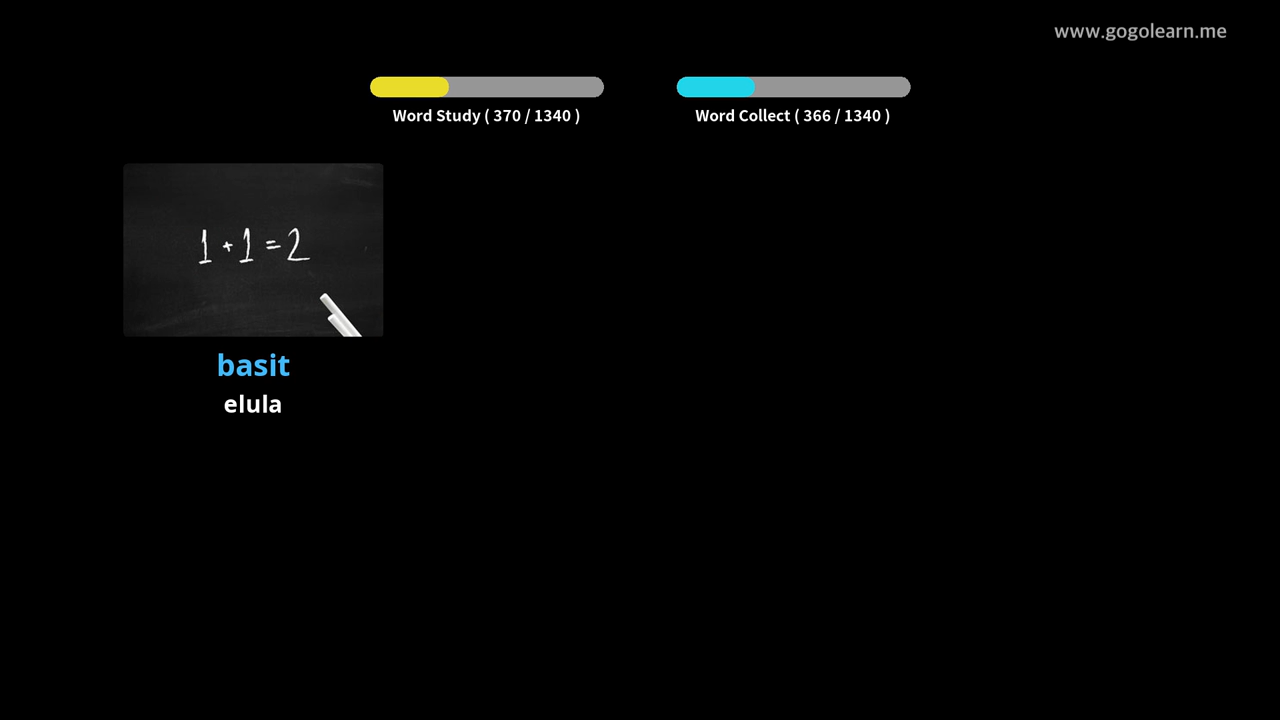 www.gogolearn.me
Word Study ( 370 / 1340 )
Word Collect ( 366 / 1340 )
1 + 1 = 2
basit
elula